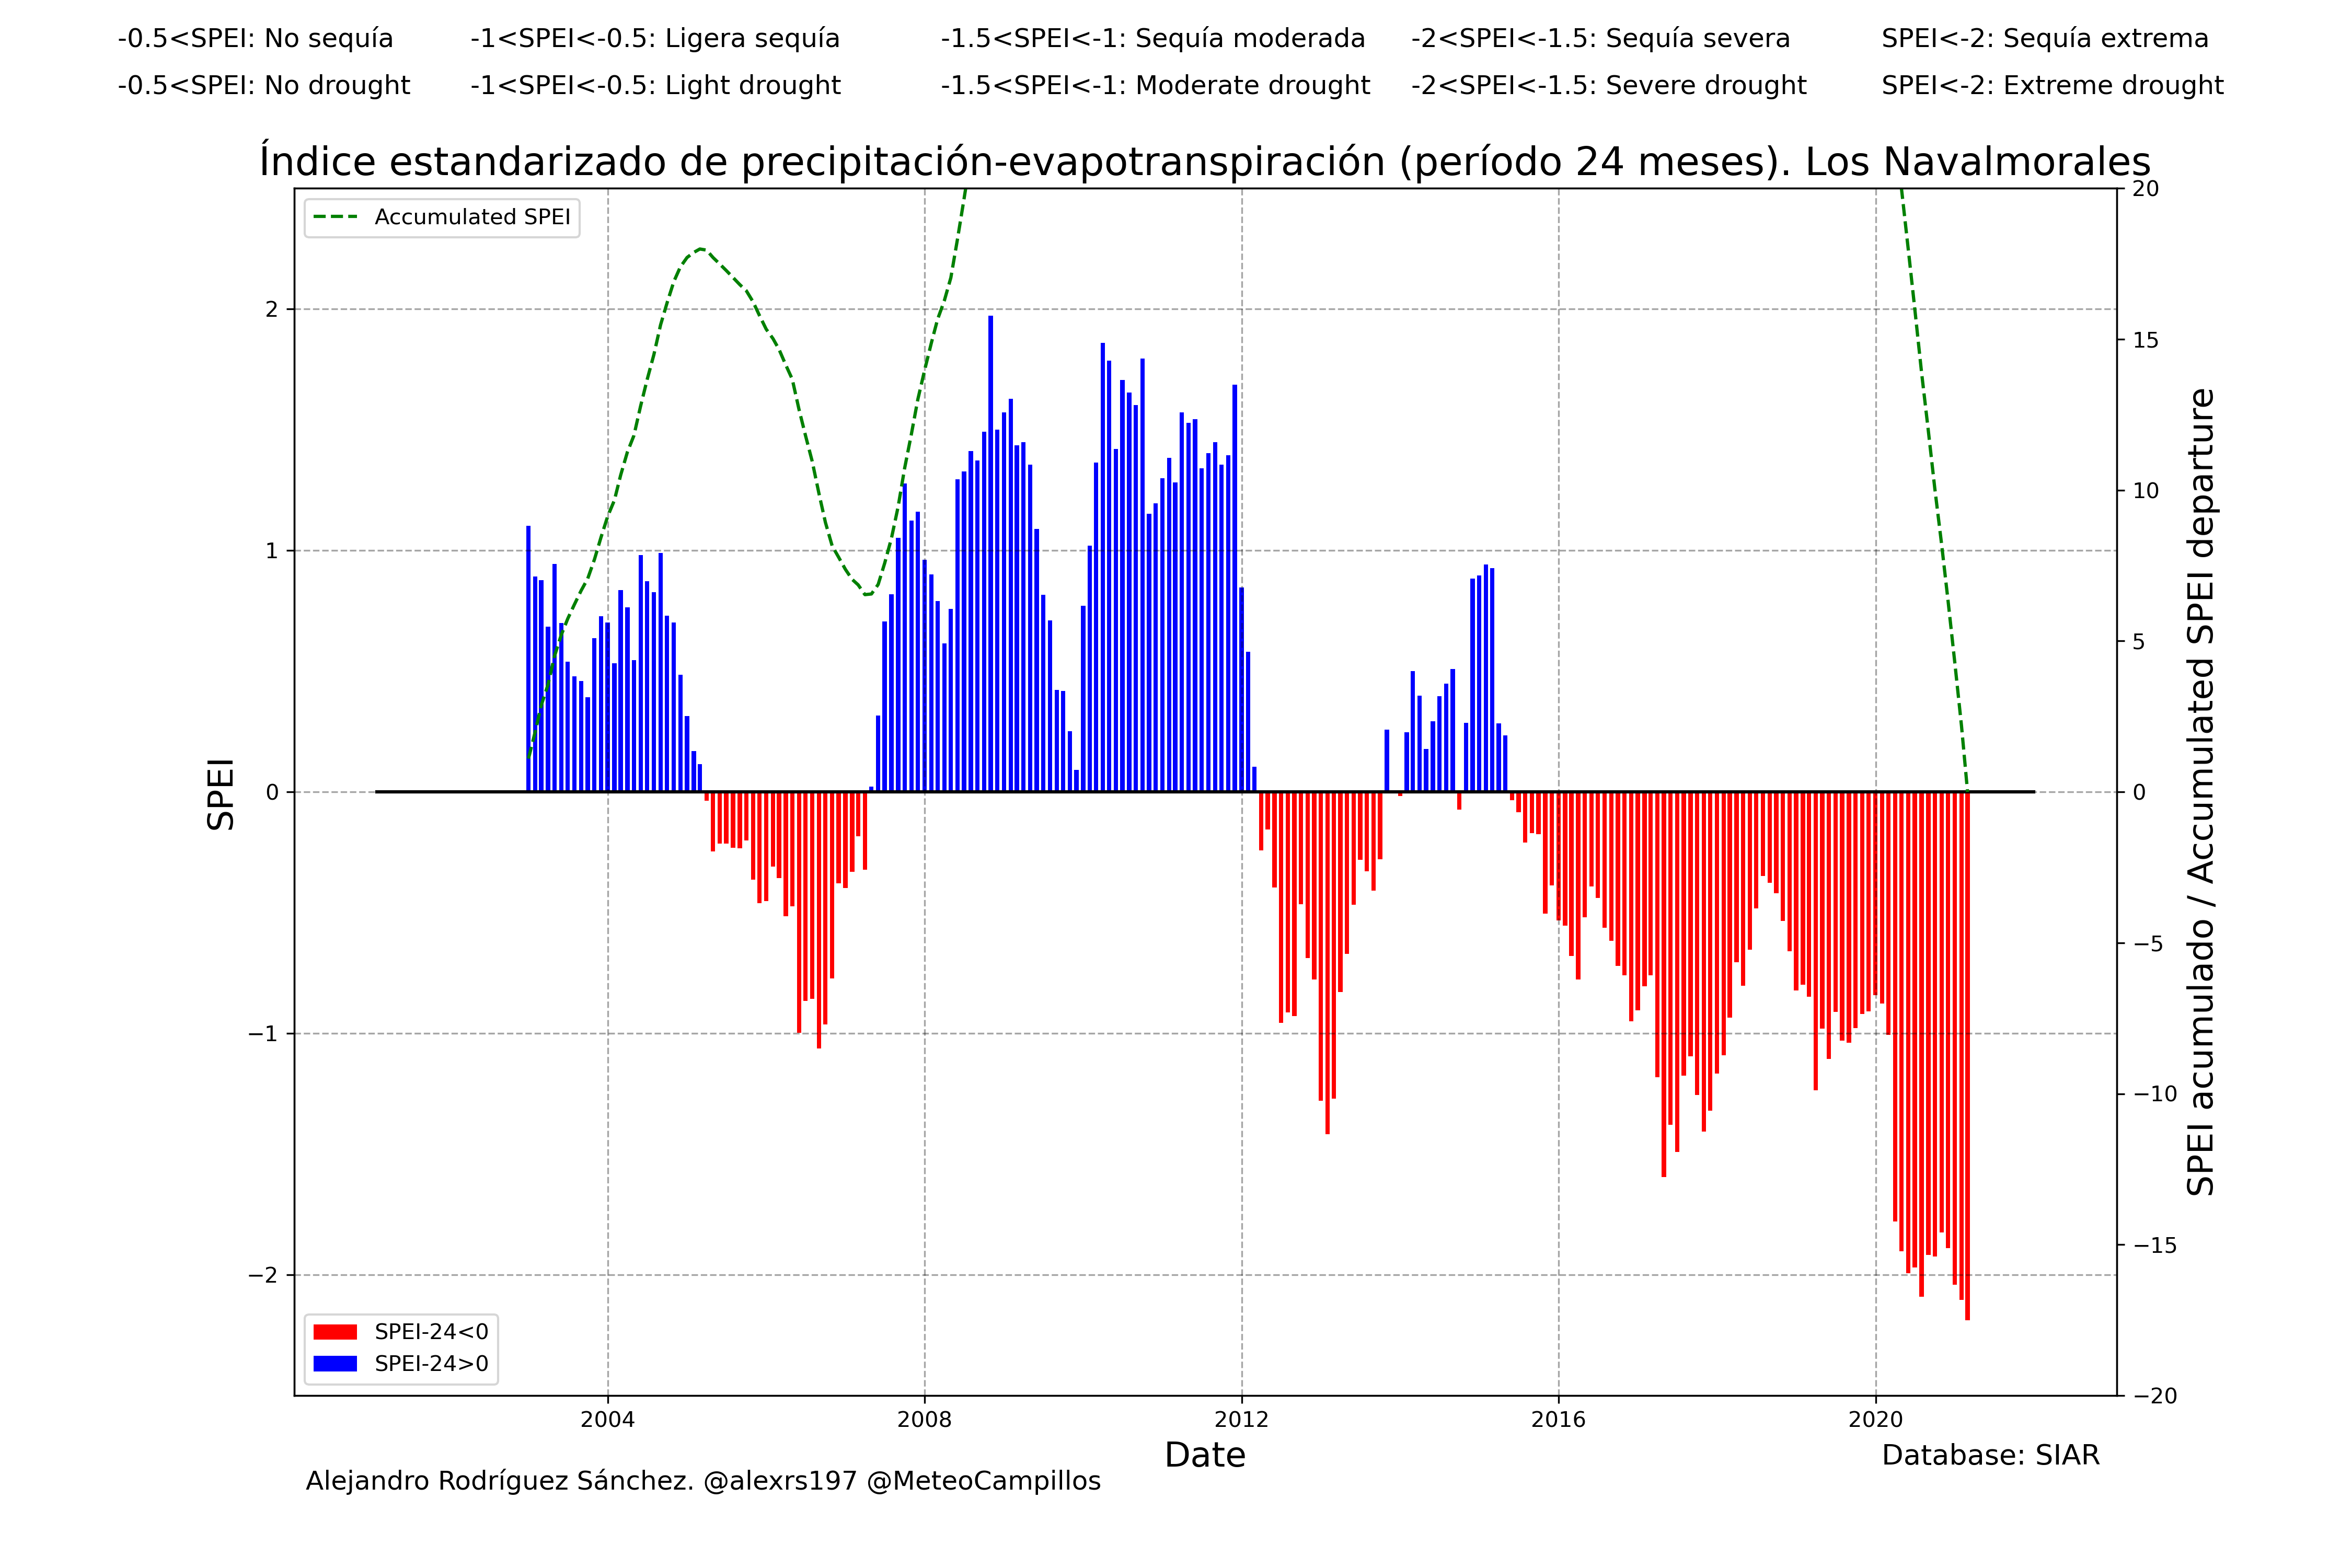 -0.5<SPEI: No sequía -1<SPEI<-0.5: Ligera sequía -1.5<SPEI<-1: Sequía moderada -2<SPEI<-1.5: Sequía severa SPEI<-2: Sequía extrema
-0.5<SPEI: No drought -1<SPEI<-0.5: Light drought -1.5<SPEI<-1: Moderate drought -2<SPEI<-1.5: Severe drought SPEI<-2: Extreme drought
Índice estandarizado de precipitación-evapotranspiración (período 24 meses). Los Navalmorales
Accumulated SPEI
2
1
0
−1
−2
SPEI
20
15
10
5
0
−5
−10
−15
−20
SPEI acumulado / Accumulated SPEI departure
SPEI-24<0
SPEI-24>0
2004 2008 2012 2016 2020
Date
Database: SIAR
Alejandro Rodríguez Sánchez. @alexrs197 @MeteoCampillos